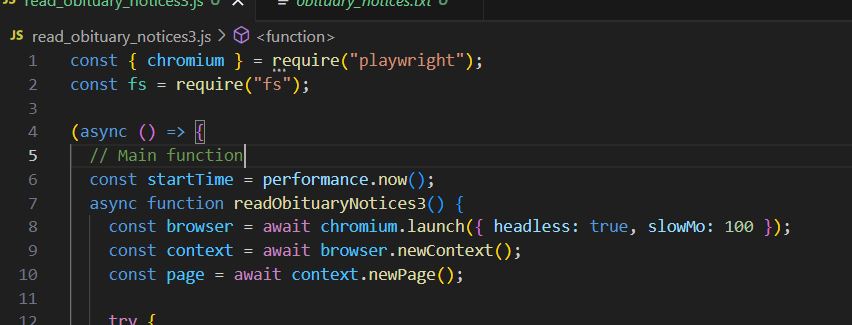 JS read_obituary_notices3.js U X obituary_notices.txt U
JS read_obituary_notices3.js > <function>
1 const { chromium } = require("playwright");
2 const fs = require("fs");
3
4 (async () => {
5 // Main function
6 const startTime = performance.now();
7 async function readObituaryNotices3() {
8 const browser = await chromium.launch({ headless: true, slowMo: 100 });
9 const context = await browser.newContext();
10 const page = await context.newPage();
11
12 try {